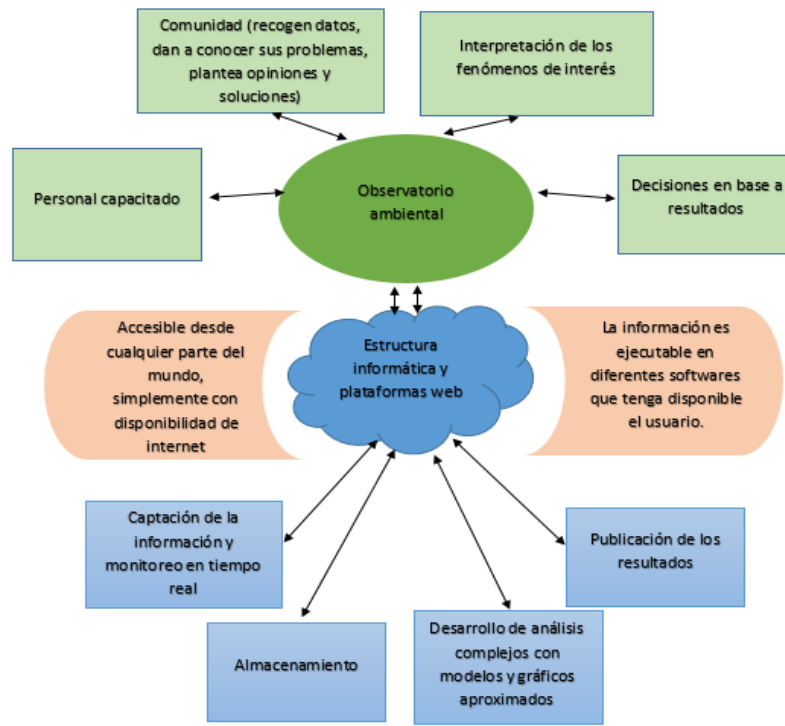 Comunidad (recogen datos,
dan a conocer sus problemas,
plantea opiniones y
soluciones)
Interpretación de los
fenómenos de interés
Personal capacitado
Observatorio
ambiental
Decisiones en base a
resultados
Accesible desde
cualquier parte del
mundo,
simplemente con
disponibilidad de
internet
Estructura
informática y
plataformas web
La información es
ejecutable en
diferentes softwares
que tenga disponible
el usuario.
Captación de la
información y
monitoreo en tiempo
real
Publicación de los
resultados
Almacenamiento
Desarrollo de análisis
complejos con
modelos y gráficos
aproximados